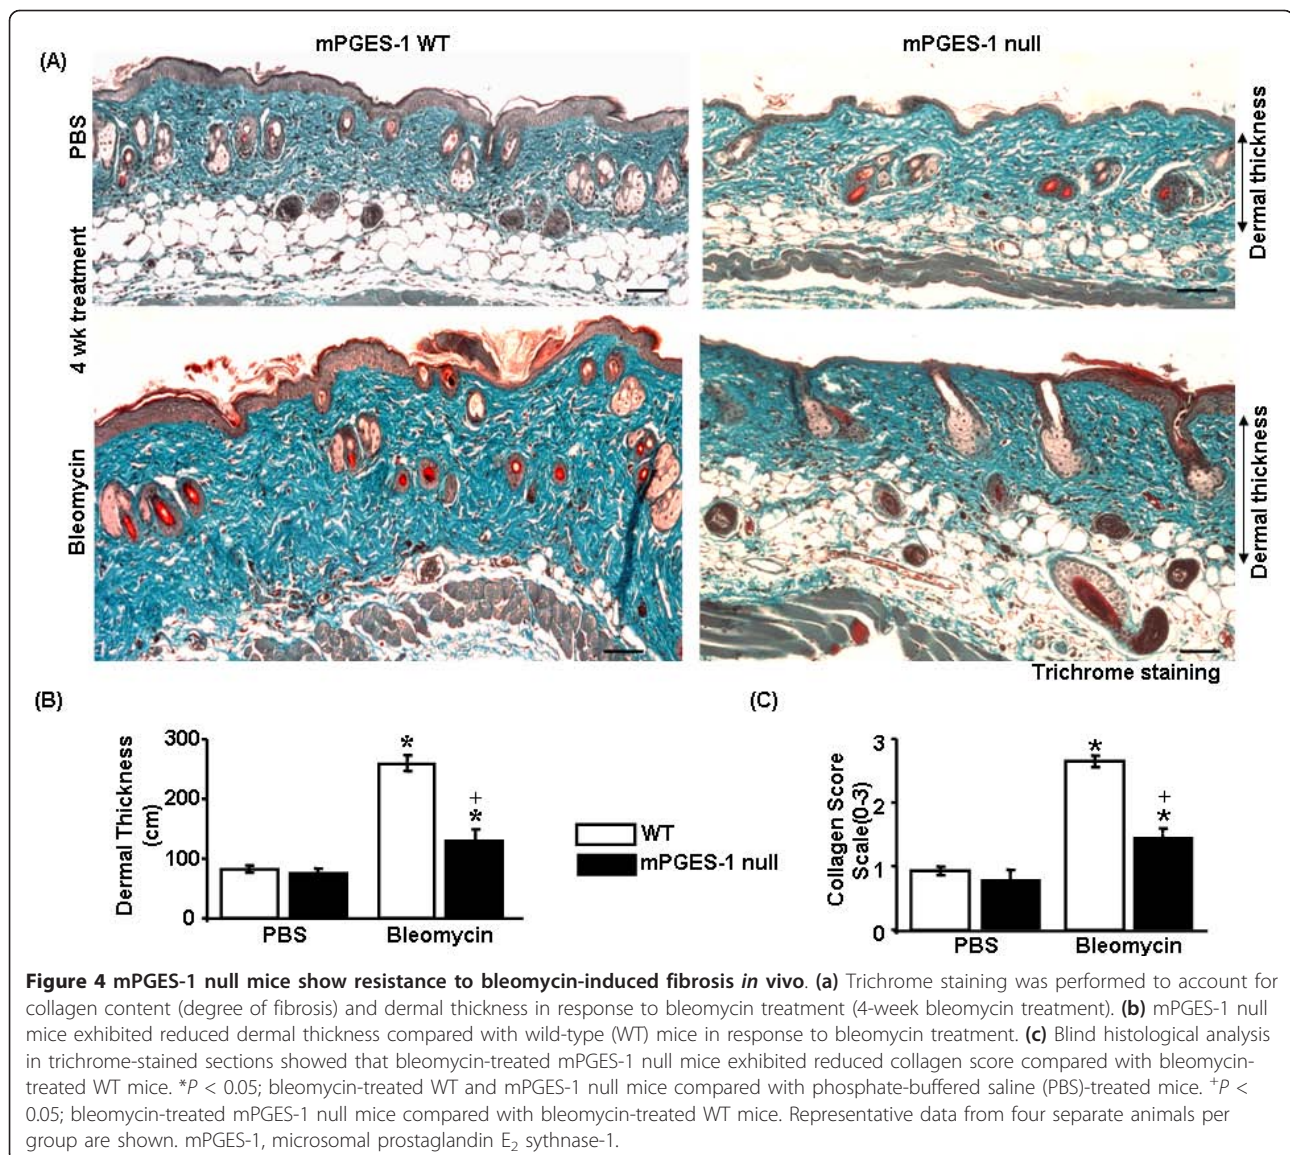 mPGES-1 WT
mPGES-1 null
(A)
PBS
4 wk treatment
Bleomycin
Dermal thickness
Dermal thickness
Trichrome staining
(B)
Dermal Thickness
(cm)
300
200
100
0
PBS
Bleomycin
*
+
*
WT
mPGES-1 null
(C)
Collagen Score
Scale(0-3)
3
2
1
0
PBS
Bleomycin
*
+
*
Figure 4 mPGES-1 null mice show resistance to bleomycin-induced fibrosis in vivo. (a) Trichrome staining was performed to account for
collagen content (degree of fibrosis) and dermal thickness in response to bleomycin treatment (4-week bleomycin treatment). (b) mPGES-1 null
mice exhibited reduced dermal thickness compared with wild-type (WT) mice in response to bleomycin treatment. (c) Blind histological analysis
in trichrome-stained sections showed that bleomycin-treated mPGES-1 null mice exhibited reduced collagen score compared with bleomycin-
treated WT mice. *P < 0.05; bleomycin-treated WT and mPGES-1 null mice compared with phosphate-buffered saline (PBS)-treated mice. +P <
0.05; bleomycin-treated mPGES-1 null mice compared with bleomycin-treated WT mice. Representative data from four separate animals per
group are shown. mPGES-1, microsomal prostaglandin E2 sythnase-1.